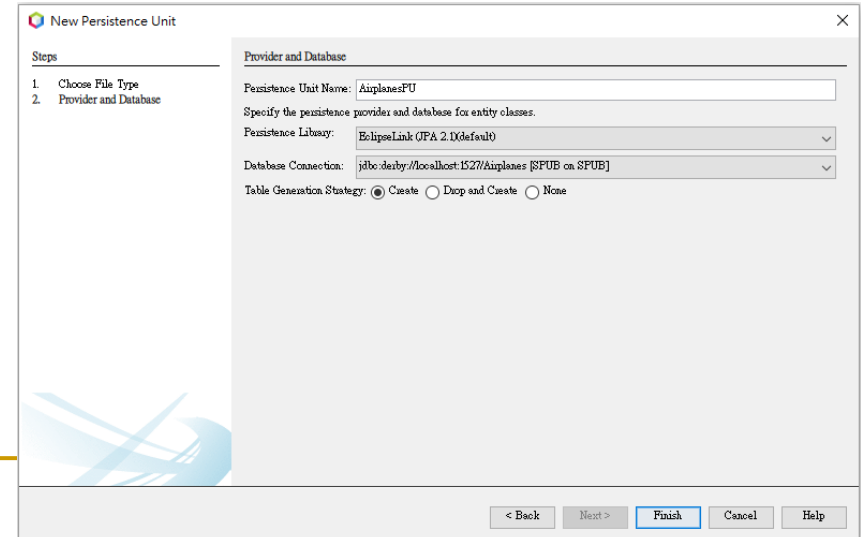 New Persistence Unit
Steps
1. Choose File Type
2. Provider and Database
Provider and Database
Persistence Unit Name: AirplanesPU
Specify the persistence provider and database for entity classes.
Persistence Library: EclipseLink (JPA 2.1)(default)
Database Connection: jdbc:derby://localhost:1527/Airplanes [SPUB on SPUB]
Table Generation Strategy: Create Drop and Create None
< Back Next > Finish Cancel Help